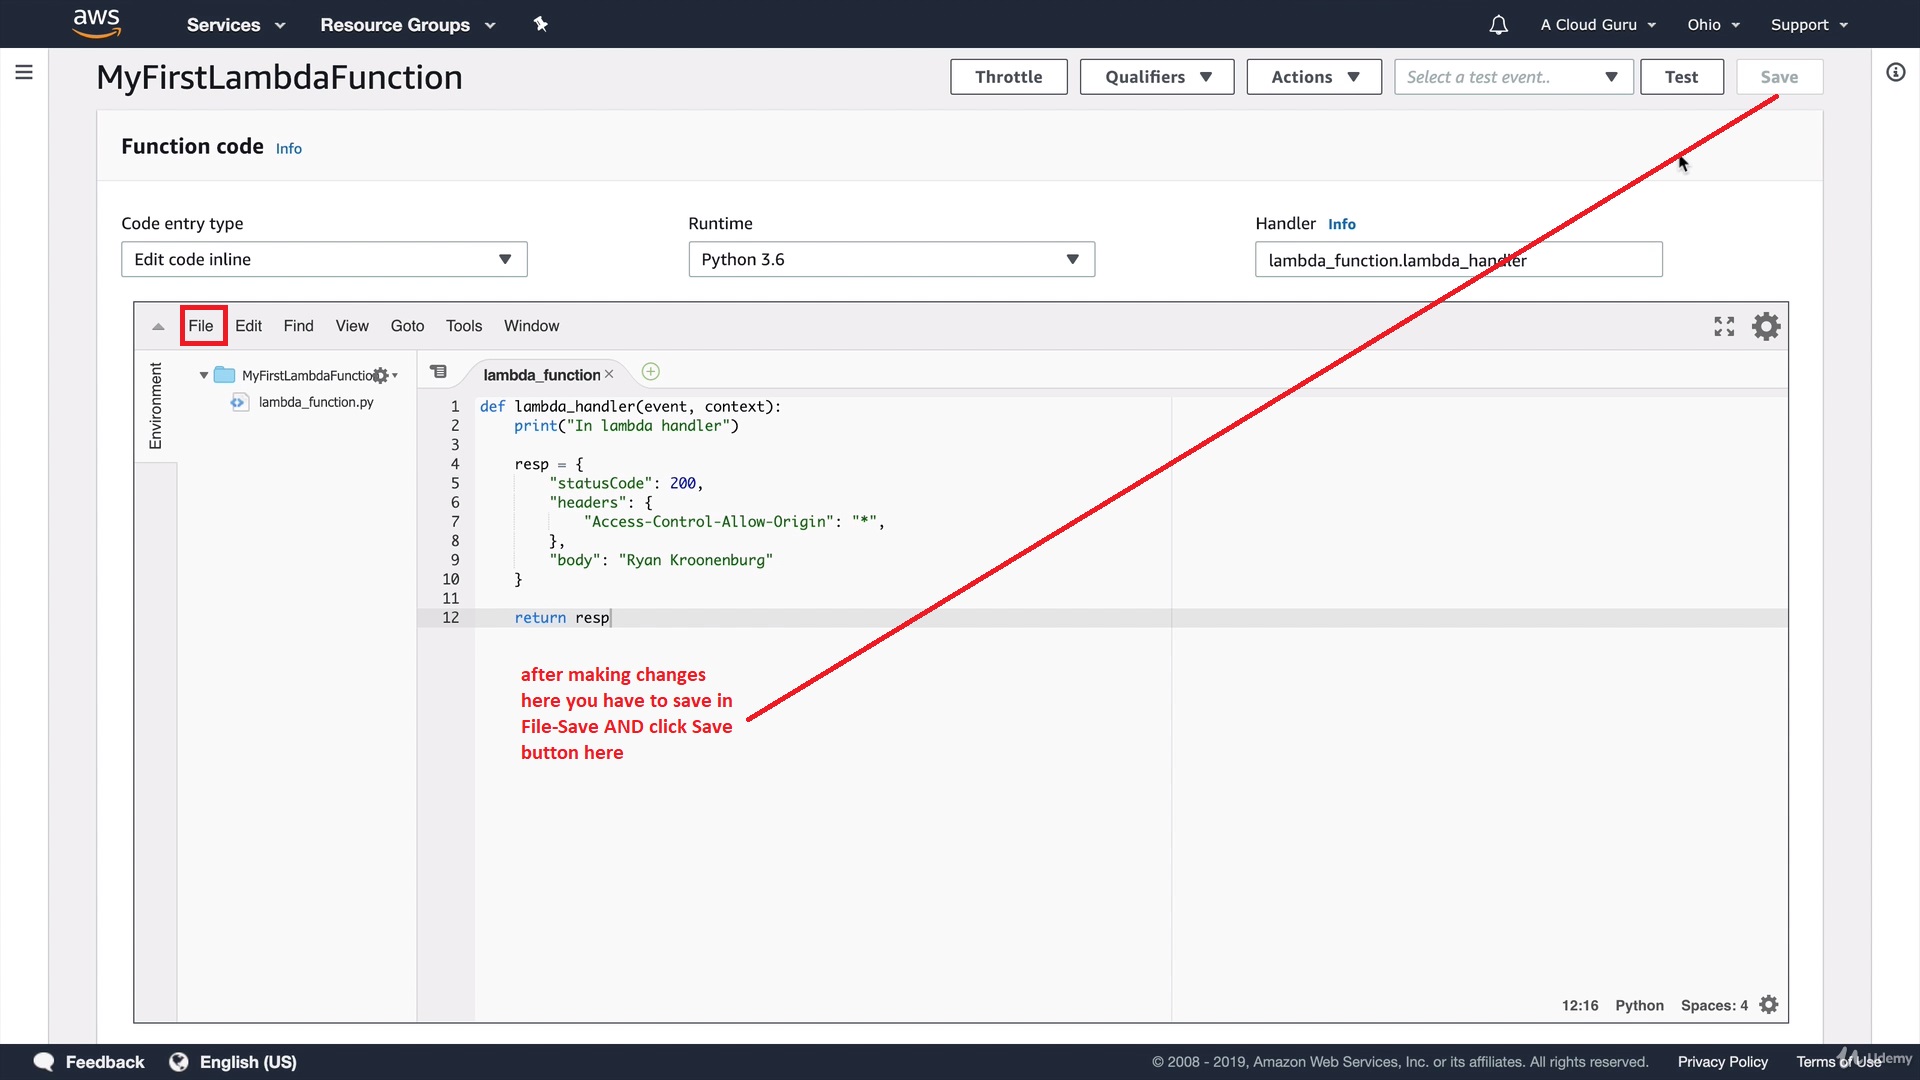 aws
Services
Resource Groups
A Cloud Guru
Ohio
Support
MyFirstLambdaFunction
Throttle
Qualifiers
Actions
Select a test event..
Test
Save
Function code Info
Code entry type
Runtime
Handler Info
Edit code inline
Python 3.6
lambda_function.lambda_handler
File Edit Find View Goto Tools Window
Environment
MyFirstLambdaFunctio
lambda_function.py
lambda_function
1 def lambda_handler(event, context):
2     print("In lambda handler")
3
4     resp = {
5         "statusCode": 200,
6         "headers": {
7             "Access-Control-Allow-Origin": "*",
8         },
9         "body": "Ryan Kroonenburg"
10     }
11
12     return resp
after making changes
here you have to save in
File-Save AND click Save
button here
12:16 Python Spaces: 4
Feedback
English (US)
© 2008 - 2019, Amazon Web Services, Inc. or its affiliates. All rights reserved.
Privacy Policy
Terms of Use
Udemy